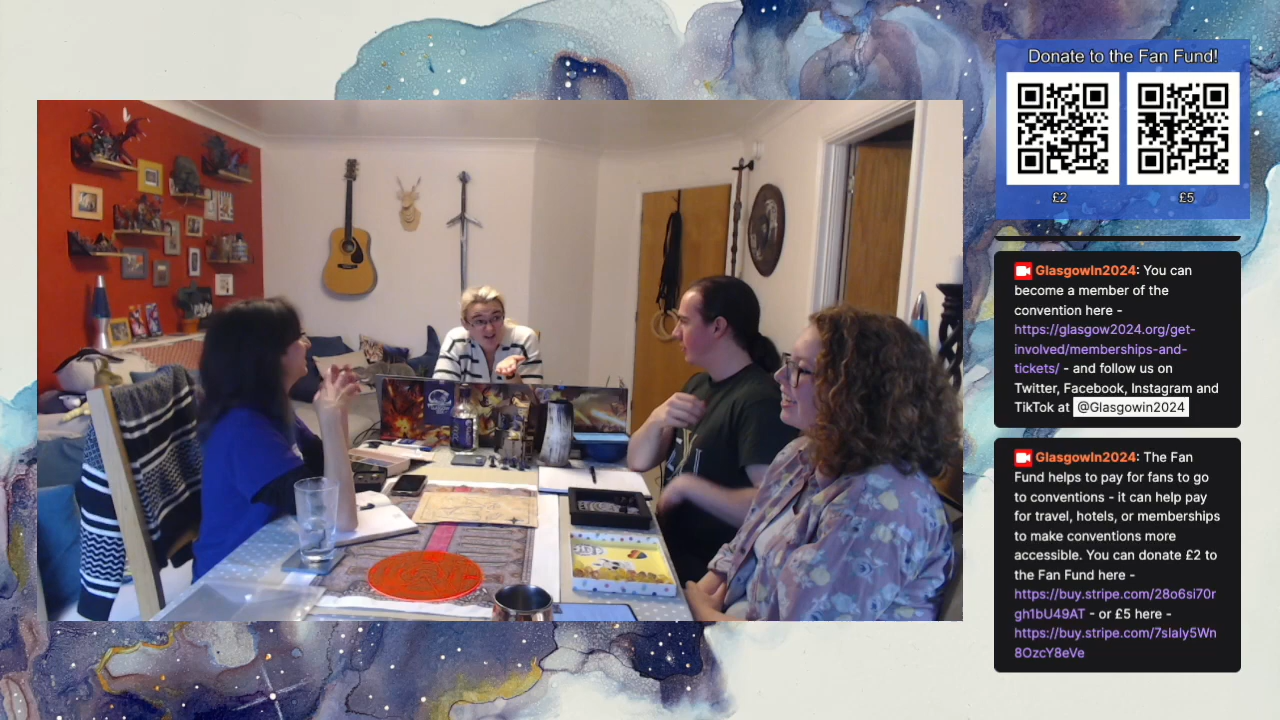 Donate to the Fan Fund!
£2
£5
GlasgowIn2024: You can
become a member of the
convention here -
https://glasgow2024.org/get-
involved/memberships-and-
tickets/ - and follow us on
Twitter, Facebook, Instagram and
TikTok at @Glasgowin2024
GlasgowIn2024: The Fan
Fund helps to pay for fans to go
to conventions - it can help pay
for travel, hotels, or memberships
to make conventions more
accessible. You can donate £2 to
the Fan Fund here -
https://buy.stripe.com/28o6si70r
gh1bU49AT - or £5 here -
https://buy.stripe.com/7slaly5Wn
8OzcY8eVe